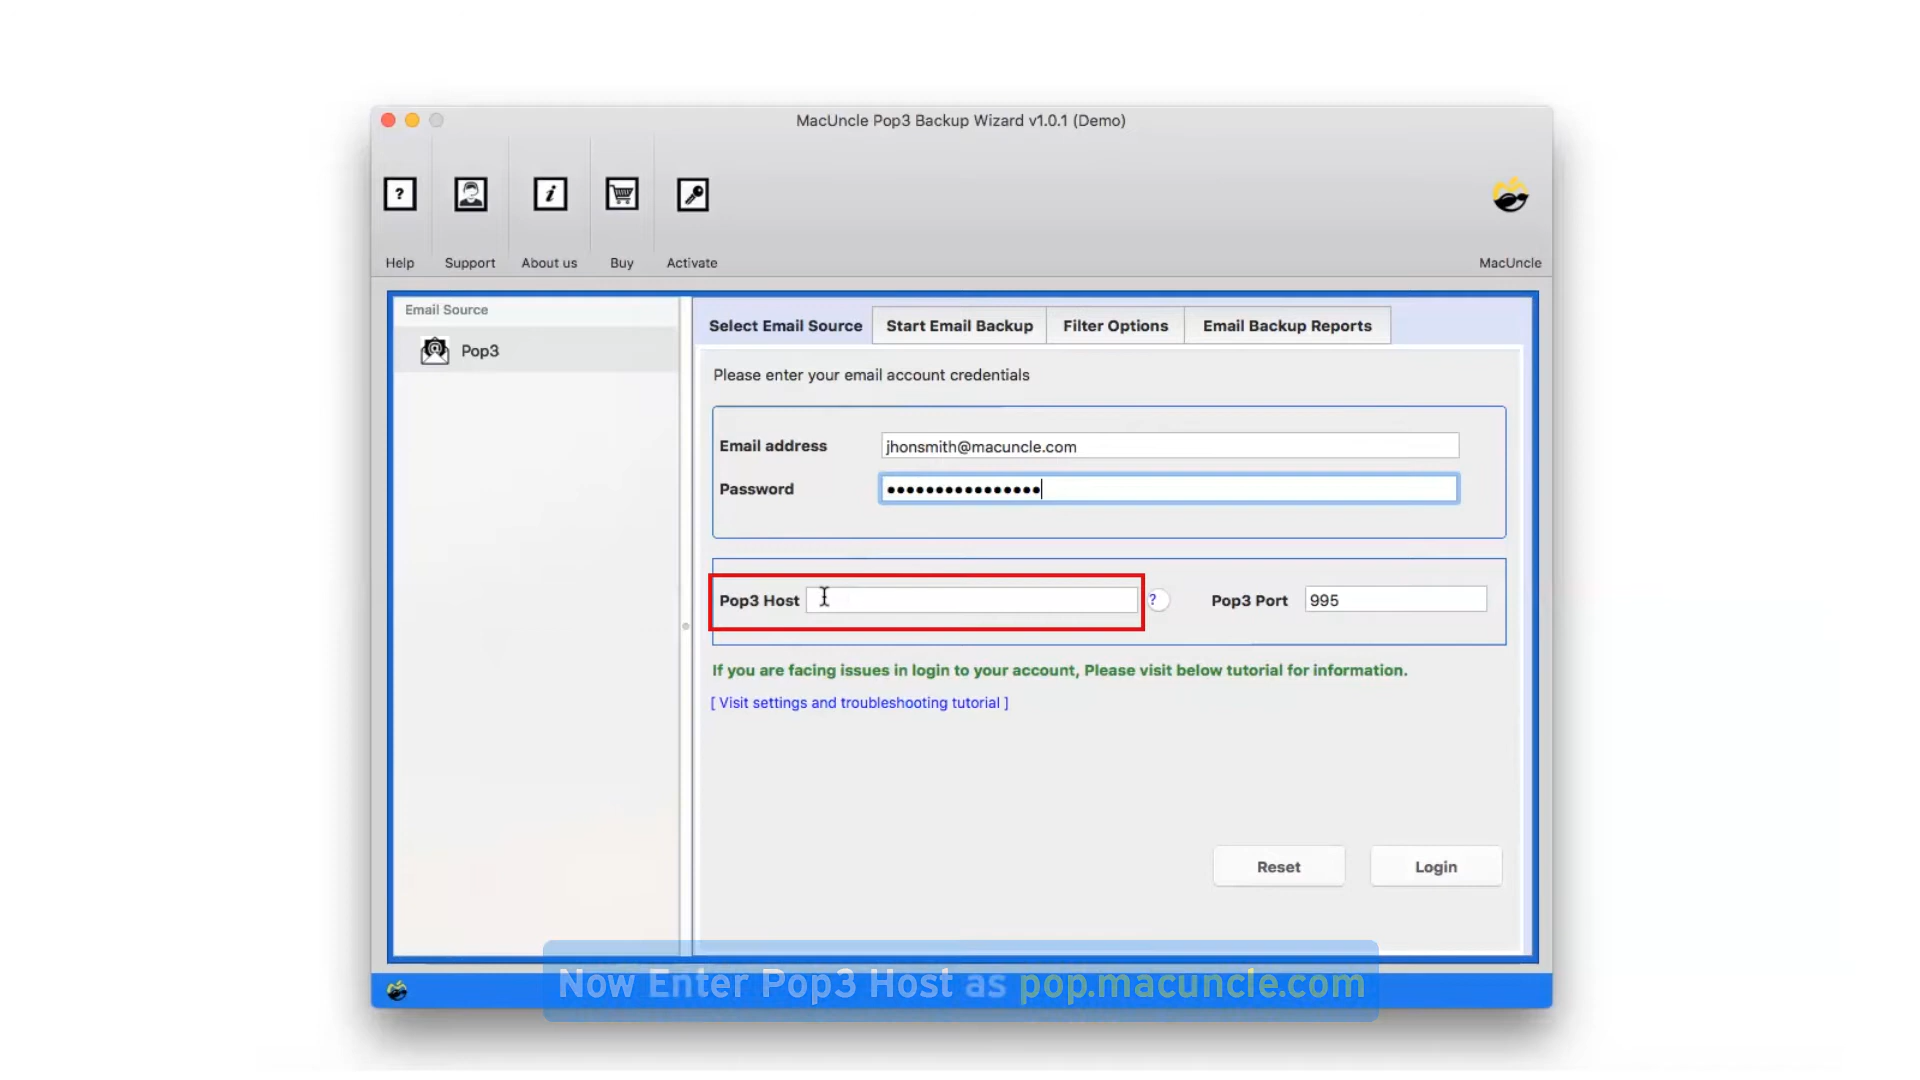 MacUncle Pop3 Backup Wizard v1.0.1 (Demo)
?
i
Help
Support
About us
Buy
Activate
MacUncle
Email Source
Pop3
Select Email Source
Start Email Backup
Filter Options
Email Backup Reports
Please enter your email account credentials
Email address
jhonsmith@macuncle.com
Password
••••••••••••••••
Pop3 Host
?
Pop3 Port
995
If you are facing issues in login to your account, Please visit below tutorial for information.
[ Visit settings and troubleshooting tutorial ]
Reset
Login
Now Enter Pop3 Host as pop.macuncle.com